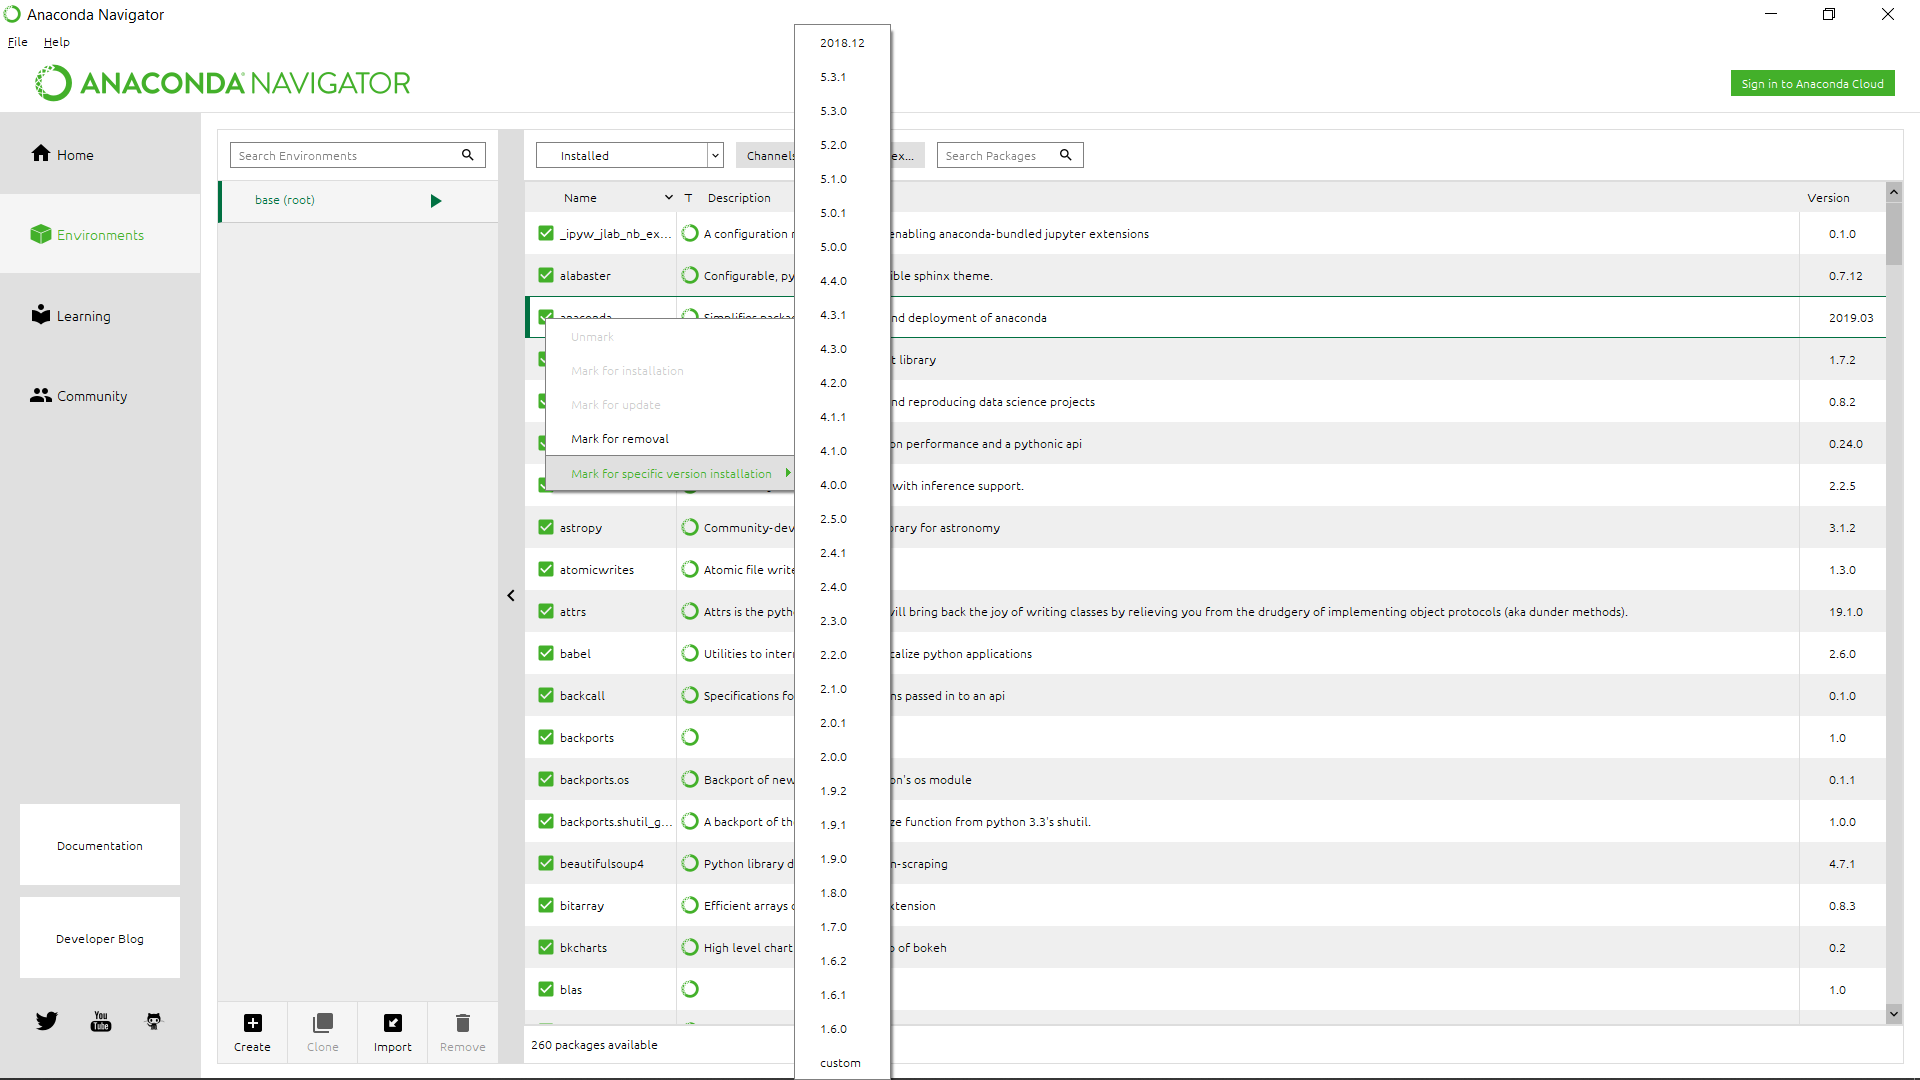 Anaconda Navigator
File Help
ANACONDA NAVIGATOR
Sign in to Anaconda Cloud
Home
Environments
Learning
Community
Documentation
Developer Blog
You
Tube
Search Environments
base (root)
Create
Clone
Import
Remove
Installed
Channels
ex...
Search Packages
Name
T
Description
Version
_ipyw_jlab_nb_ex...
A configuration
enabling anaconda-bundled jupyter extensions
0.1.0
alabaster
Configurable, py
ible sphinx theme.
0.7.12
anaconda
Simplifies packa
nd deployment of anaconda
2019.03
t library
1.7.2
nd reproducing data science projects
0.8.2
on performance and a pythonic api
0.24.0
with inference support.
2.2.5
astropy
Community-dev
brary for astronomy
3.1.2
atomicwrites
Atomic file write
1.3.0
attrs
Attrs is the pyth
will bring back the joy of writing classes by relieving you from the drudgery of implementing object protocols (aka dunder methods).
19.1.0
babel
Utilities to inter
calize python applications
2.6.0
backcall
Specifications fo
ns passed in to an api
0.1.0
backports
1.0
backports.os
Backport of new
on's os module
0.1.1
backports.shutil_g...
A backport of th
ze function from python 3.3's shutil.
1.0.0
beautifulsoup4
Python library d
n-scraping
4.7.1
bitarray
Efficient arrays
xtension
0.8.3
bkcharts
High level chart
p of bokeh
0.2
blas
1.0
260 packages available
Unmark
Mark for installation
Mark for update
Mark for removal
Mark for specific version installation
2018.12
5.3.1
5.3.0
5.2.0
5.1.0
5.0.1
5.0.0
4.4.0
4.3.1
4.3.0
4.2.0
4.1.1
4.1.0
4.0.0
2.5.0
2.4.1
2.4.0
2.3.0
2.2.0
2.1.0
2.0.1
2.0.0
1.9.2
1.9.1
1.9.0
1.8.0
1.7.0
1.6.2
1.6.1
1.6.0
custom